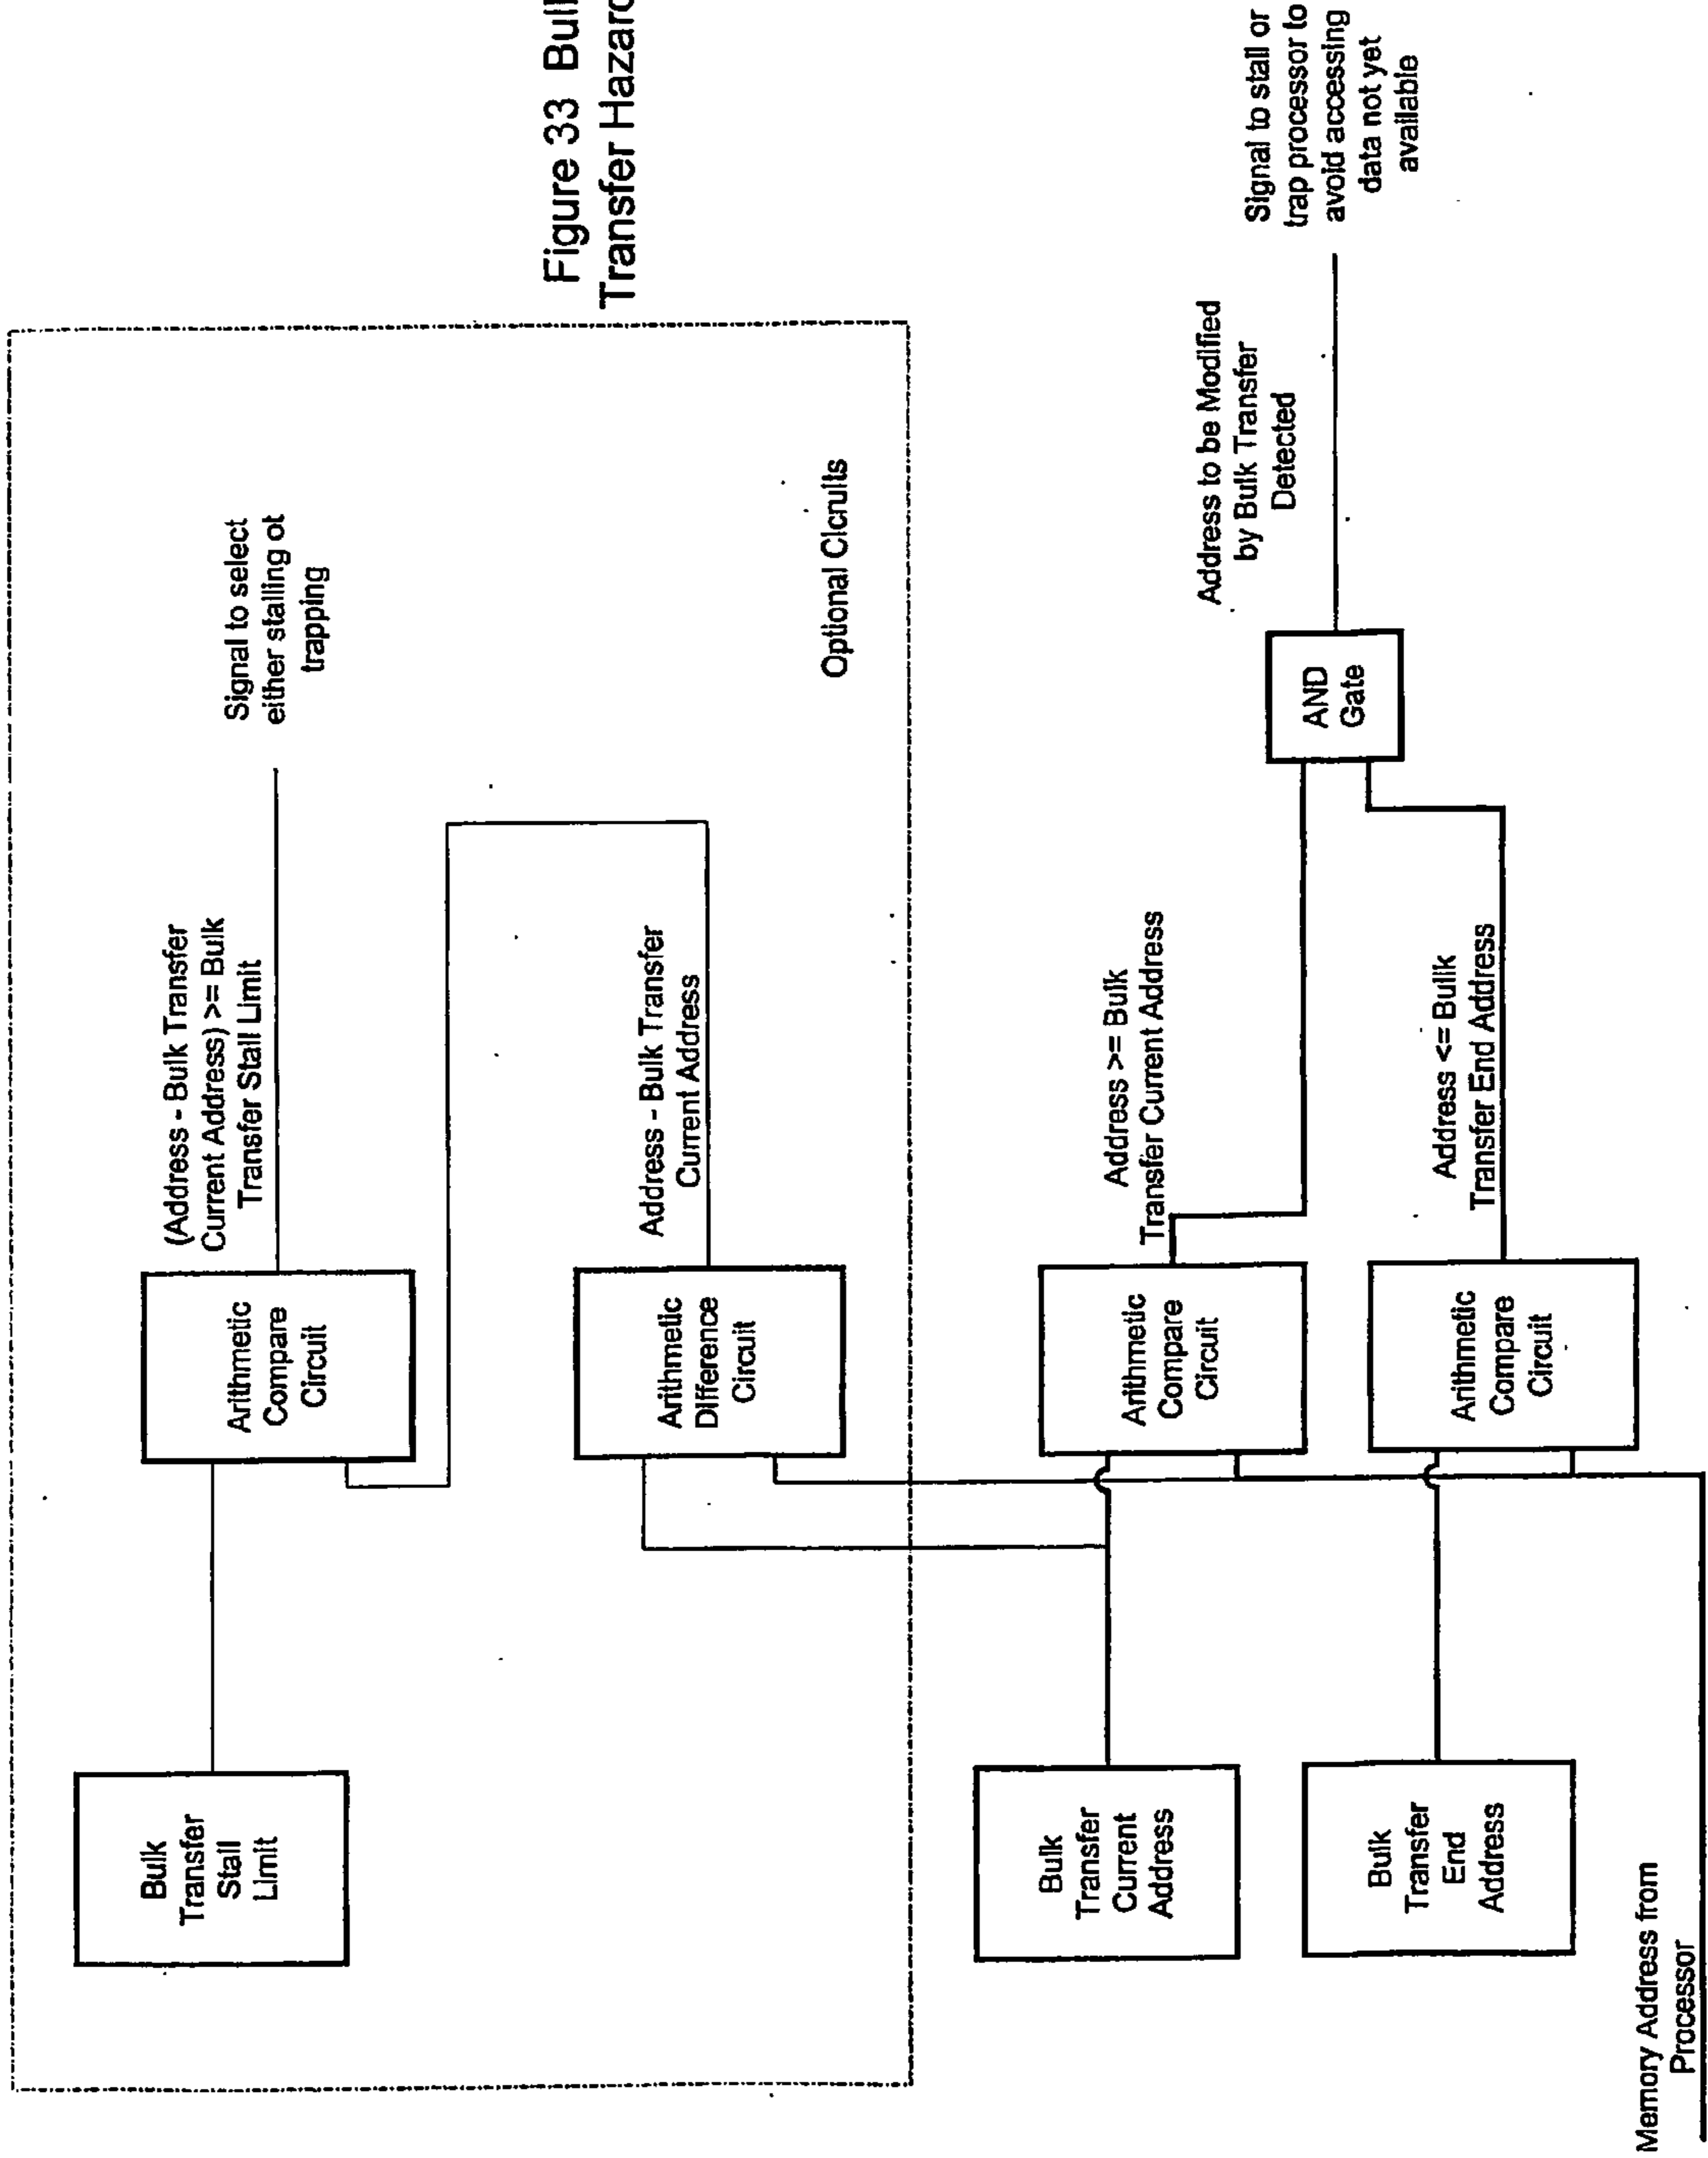 Bulk
Transfer
Stall
Limit
Arithmetic
Compare
Circuit
(Address - Bulk Transfer
Current Address) >= Bulk
Transfer Stall Limit
Signal to select
either stalling ot
trapping
Arithmetic
Difference
Circuit
Address - Bulk Transfer
Current Address
Optional Cicruits
Figure 33 Bul
Transfer Hazar
Bulk
Transfer
Current
Address
Arithmetic
Compare
Circuit
Address >= Bulk
Transfer Current Address
Address to be Modified
by Bulk Transfer
Detected
AND
Gate
Signal to stall or
trap processor to
avoid accessing
data not yet
available
Bulk
Transfer
End
Address
Arithmetic
Compare
Circuit
Address <= Bulk
Transfer End Address
Memory Address from
Processor